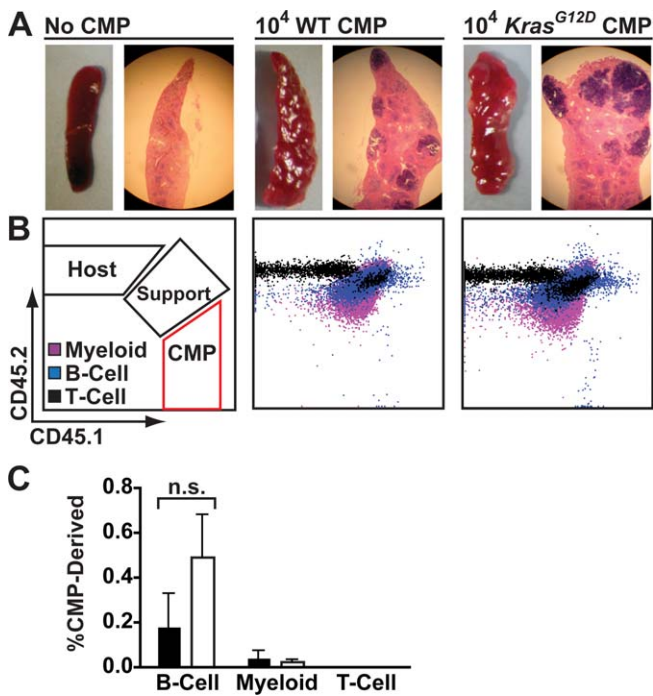 A
No CMP
10⁴ WT CMP
10⁴ Kras^G12D CMP
B
Host
Support
CMP
Myeloid
B-Cell
T-Cell
CD45.2
CD45.1
C
n.s.
%CMP-Derived
0.8
0.6
0.4
0.2
0.0
B-Cell Myeloid T-Cell